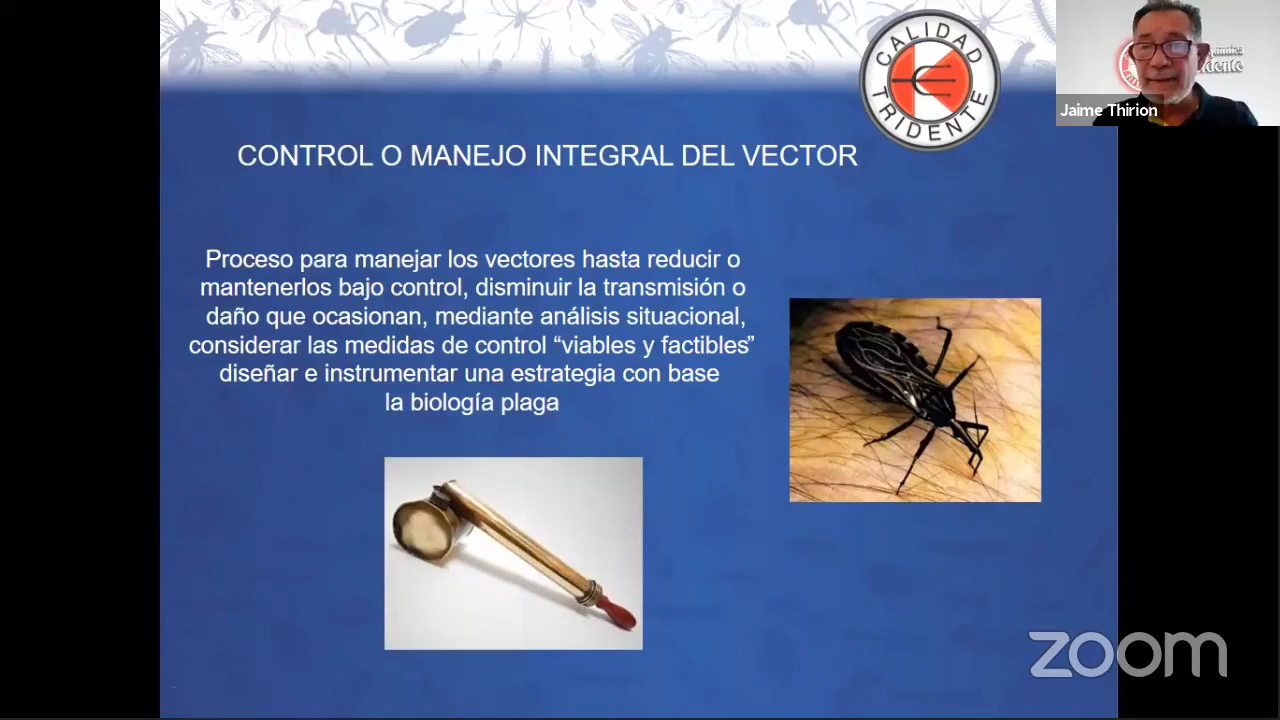 CALIDAD
TRIDENTE
Jaime Thirion
CONTROL O MANEJO INTEGRAL DEL VECTOR
Proceso para manejar los vectores hasta reducir o
mantenerlos bajo control, disminuir la transmisión o
daño que ocasionan, mediante análisis situacional,
considerar las medidas de control “viables y factibles”
diseñar e instrumentar una estrategia con base
la biología plaga
zoom